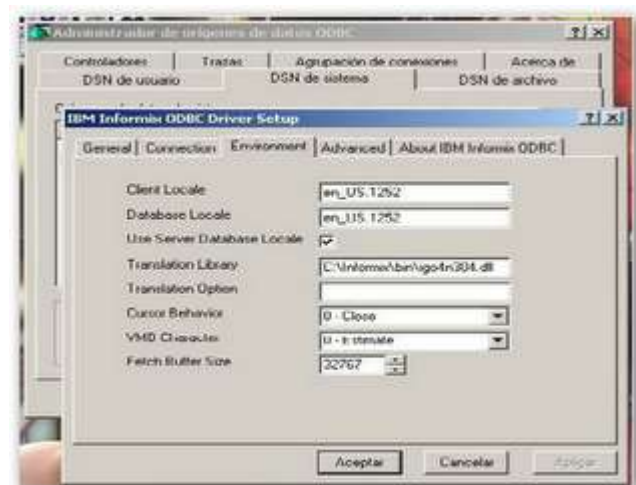 Administrador de orígenes de datos ODBC
Controladores Trazas Agrupación de conexiones Acerca de
DSN de usuario DSN de sistema DSN de archivo
IBM Informix ODBC Driver Setup
General Connection Environment Advanced About IBM Informix ODBC
Client Locale en_US.1252
Database Locale en_US.1252
Use Server Database Locale
Translation Library C:\Informix\bin\igo4n304.dll
Translation Option
Cursor Behavior 0 - Close
VMB Character 0 - Estimate
Fetch Buffer Size 32767
Aceptar Cancelar Aplicar